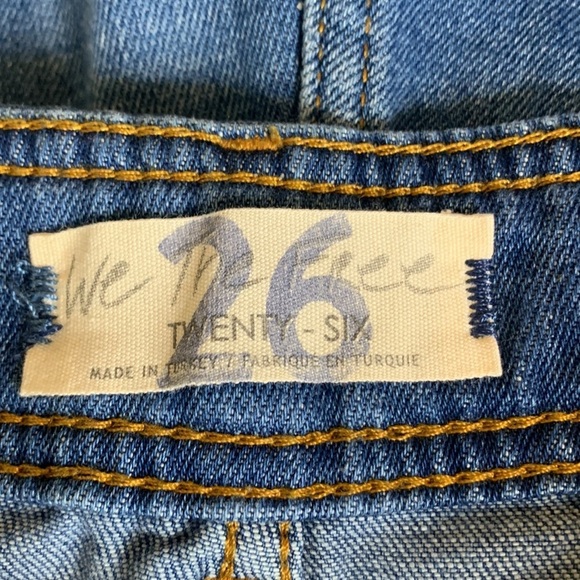 We The Free
26
TWENTY - SIX
MADE IN TURKEY / FABRIQUE EN TURQUIE